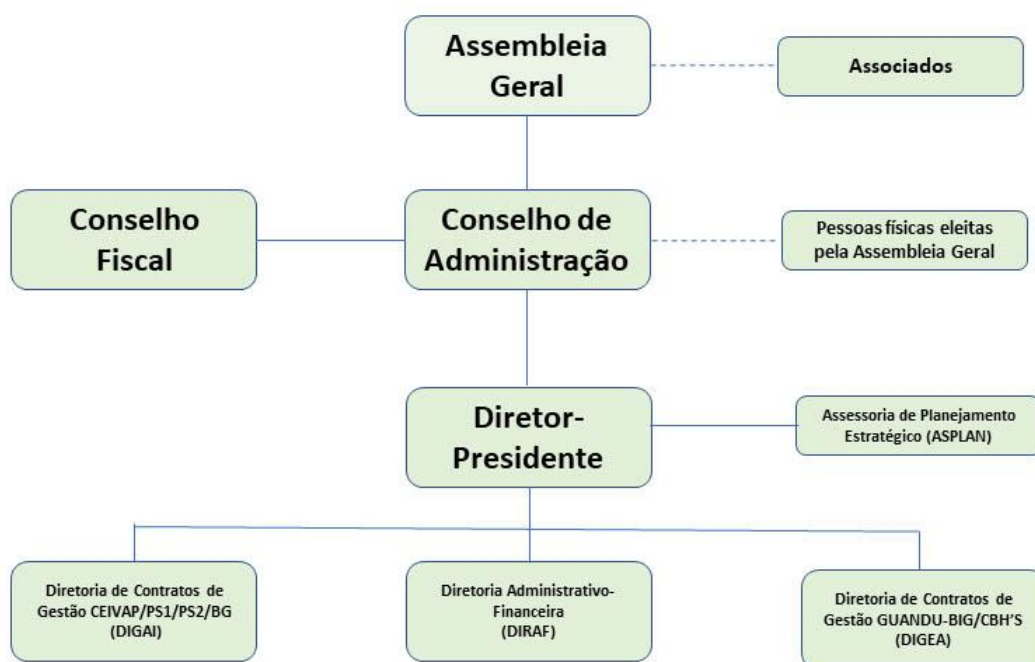 Assembleia
Geral
Associados
Conselho
Fiscal
Conselho de
Administração
Pessoas físicas eleitas
pela Assembleia Geral
Diretor-
Presidente
Assessoria de Planejamento
Estratégico (ASPLAN)
Diretoria de Contratos de
Gestão CEIVAP/PS1/PS2/BG
(DIGAI)
Diretoria Administrativo-
Financeira
(DIRAF)
Diretoria de Contratos de
Gestão GUANDU-BIG/CBH'S
(DIGEA)